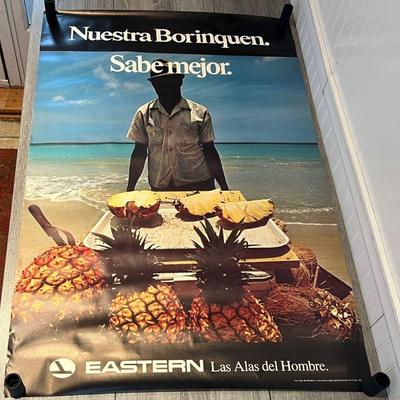 Nuestra Borinquen.
Sabe mejor.
EASTERN Las Alas del Hombre.